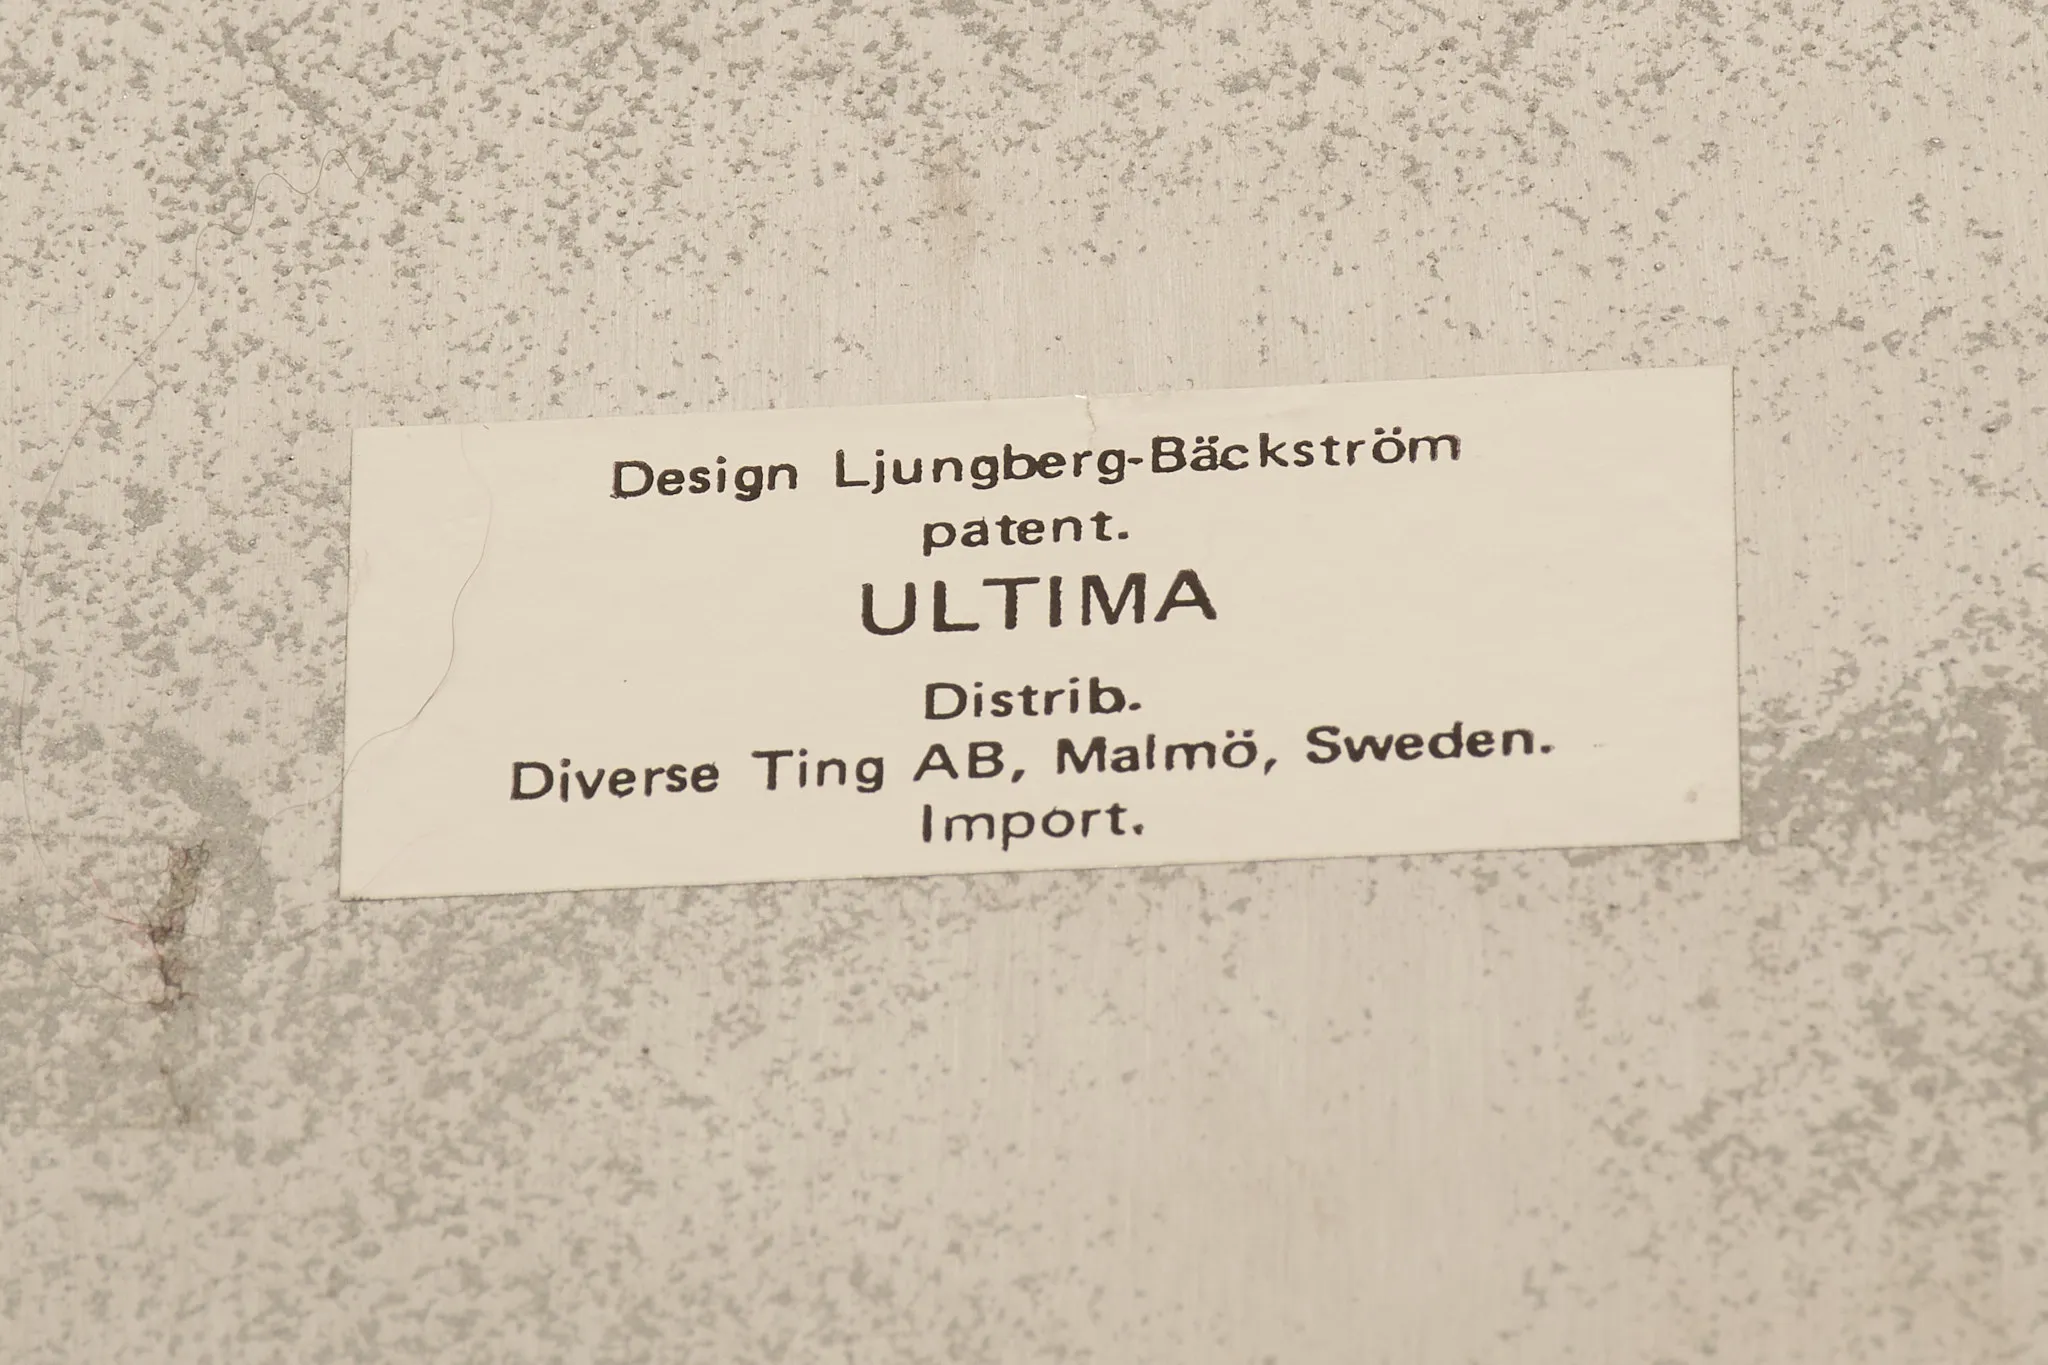 Design Ljungberg-Bäckström
patent.
ULTIMA
Distrib.
Diverse Ting AB, Malmö, Sweden.
Import.